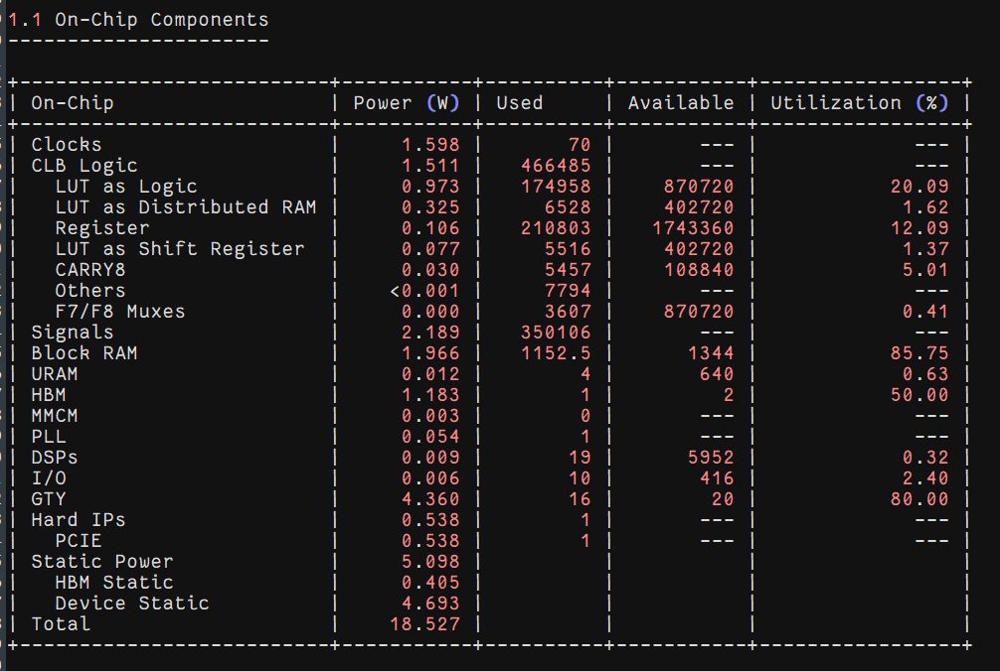 1.1 On-Chip Components
----------------------
+---------------------------+-----------+----------+-----------+-----------------+
| On-Chip                  | Power (W) | Used      | Available | Utilization (%) |
+---------------------------+-----------+----------+-----------+-----------------+
| Clocks                   |     1.598 |       70 |       --- |             --- |
| CLB Logic                |     1.511 |   466485 |       --- |             --- |
|   LUT as Logic           |     0.973 |   174958 |    870720 |           20.09 |
|   LUT as Distributed RAM |     0.325 |     6528 |    402720 |            1.62 |
|   Register               |     0.106 |   210803 |   1743360 |           12.09 |
|   LUT as Shift Register  |     0.077 |     5516 |    402720 |            1.37 |
|   CARRY8                 |     0.030 |     5457 |    108840 |            5.01 |
|   Others                 |    <0.001 |     7794 |       --- |             --- |
|   F7/F8 Muxes            |     0.000 |     3607 |    870720 |            0.41 |
| Signals                  |     2.189 |   350106 |       --- |             --- |
| Block RAM                |     1.966 |   1152.5 |      1344 |           85.75 |
| URAM                     |     0.012 |        4 |       640 |            0.63 |
| HBM                      |     1.183 |        1 |         2 |           50.00 |
| MMCM                     |     0.003 |        0 |       --- |             --- |
| PLL                      |     0.054 |        1 |       --- |             --- |
| DSPs                     |     0.009 |       19 |      5952 |            0.32 |
| I/O                      |     0.006 |       10 |       416 |            2.40 |
| GTY                      |     4.360 |       16 |        20 |           80.00 |
| Hard IPs                 |     0.538 |        1 |       --- |             --- |
|   PCIE                   |     0.538 |        1 |       --- |             --- |
| Static Power             |     5.098 |          |           |                 |
|   HBM Static             |     0.405 |          |           |                 |
|   Device Static          |     4.693 |          |           |                 |
| Total                    |    18.527 |          |           |                 |
+---------------------------+-----------+----------+-----------+-----------------+